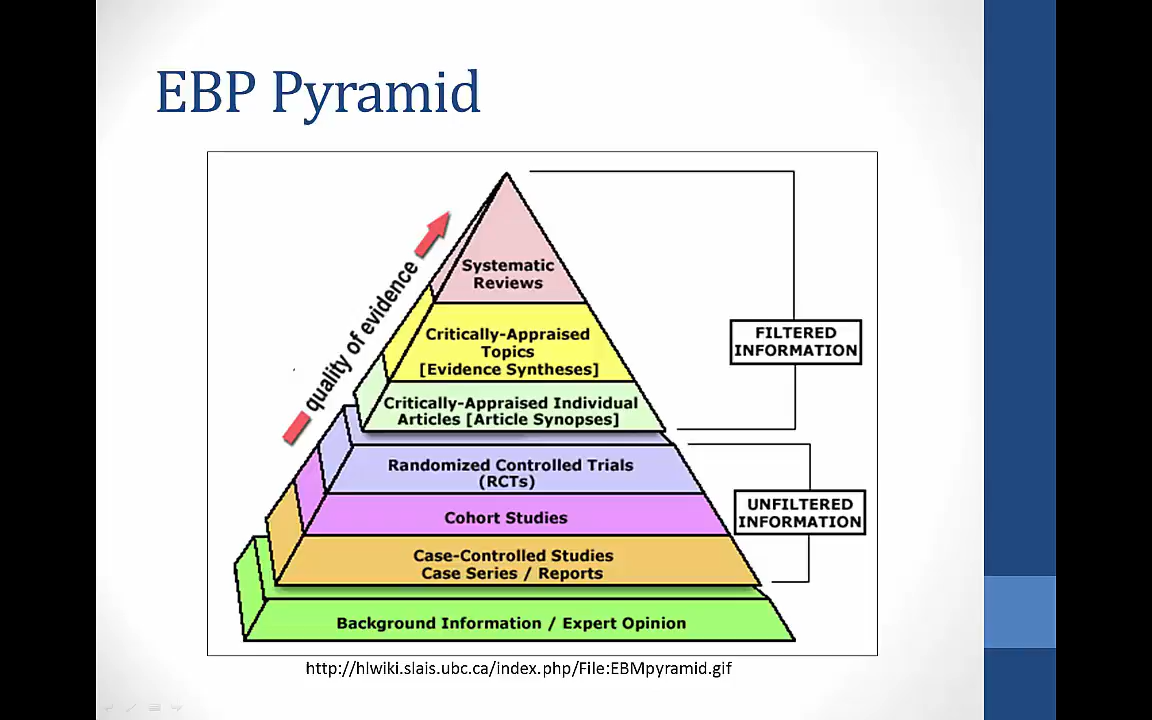 EBP Pyramid
quality of evidence
Systematic
Reviews
Critically-Appraised
Topics
[Evidence Syntheses]
Critically-Appraised Individual
Articles [Article Synopses]
Randomized Controlled Trials
(RCTs)
Cohort Studies
Case-Controlled Studies
Case Series / Reports
Background Information / Expert Opinion
FILTERED
INFORMATION
UNFILTERED
INFORMATION
http://hlwiki.slais.ubc.ca/index.php/File:EBMpyramid.gif